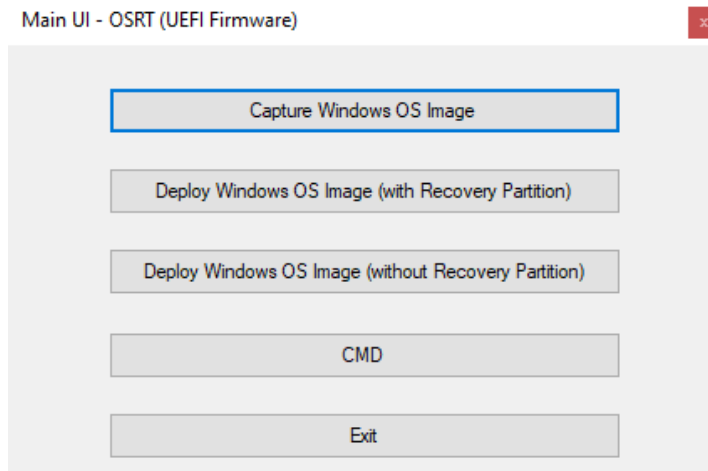 Main UI - OSRT (UEFI Firmware)
x
Capture Windows OS Image
Deploy Windows OS Image (with Recovery Partition)
Deploy Windows OS Image (without Recovery Partition)
CMD
Exit